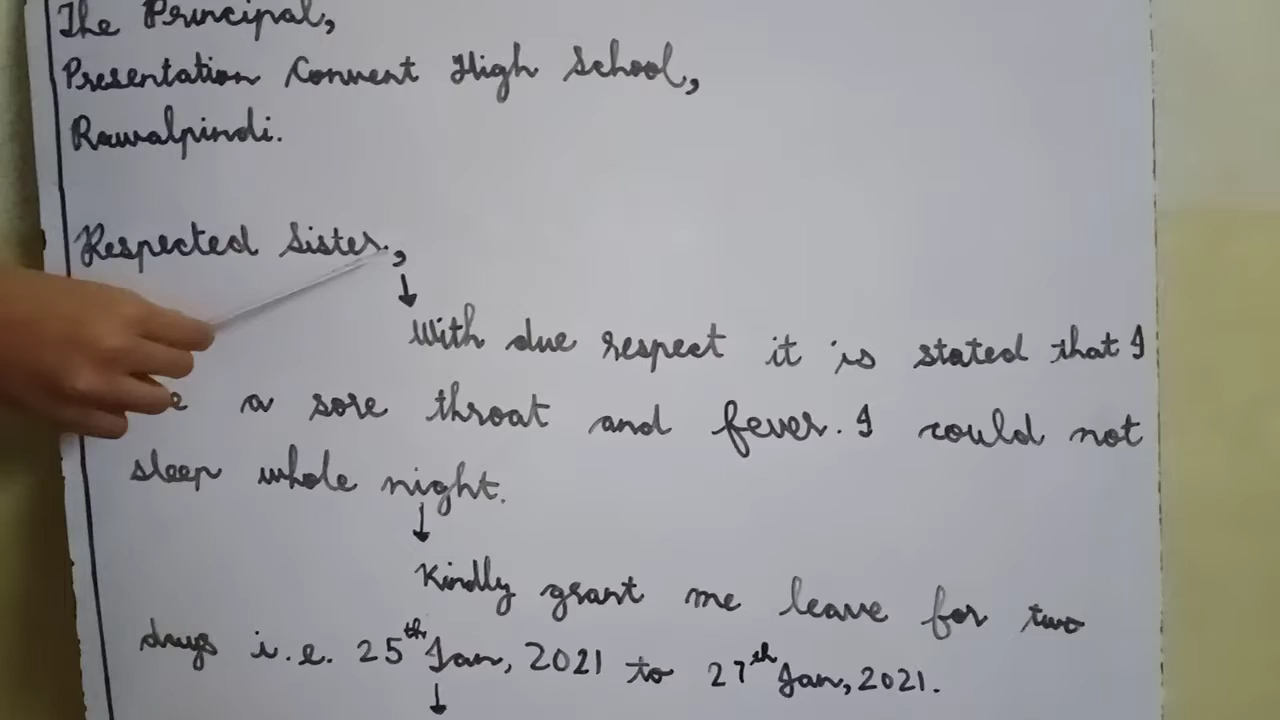 The Principal,
Presentation Convent High School,
Rawalpindi.
Respected Sister,
With due respect it is stated that I
a sore throat and fever. I could not
sleep whole night.
Kindly grant me leave for two
days i.e. 25th Jan, 2021 to 27th Jan, 2021.